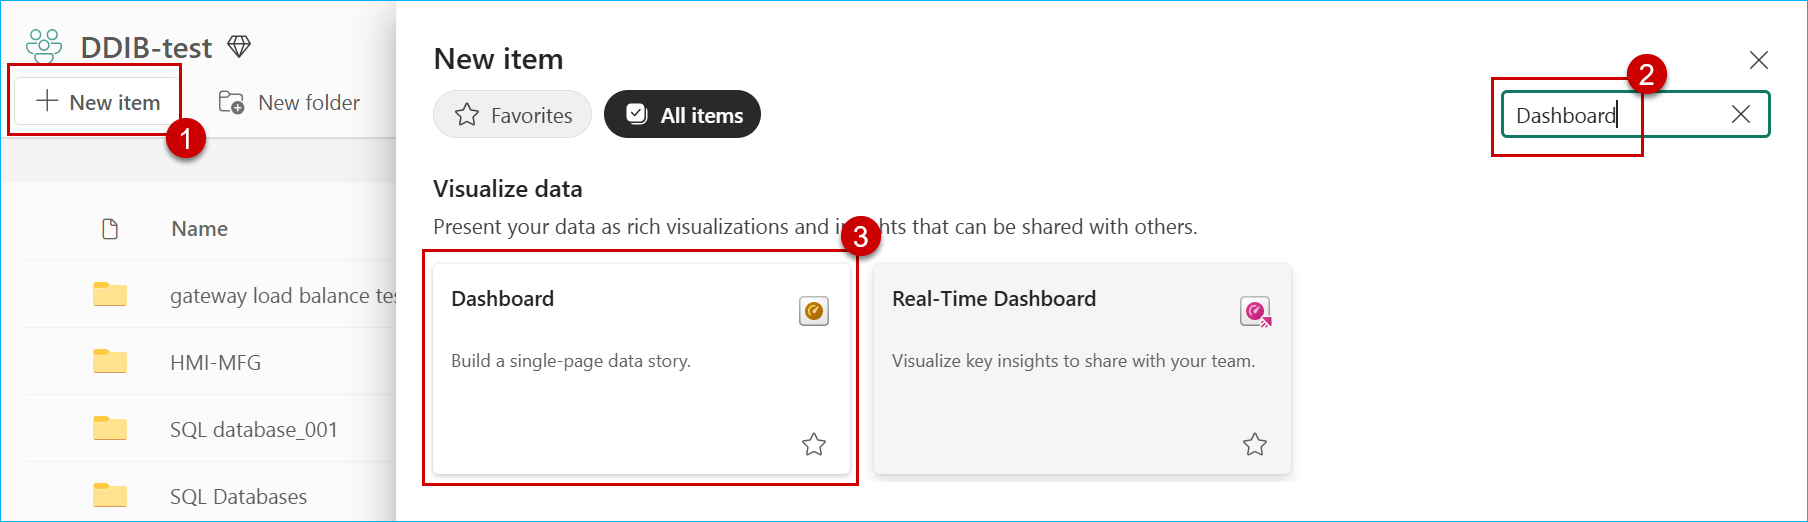 DDIB-test
New item
New folder
1
Name
gateway load balance tes
HMI-MFG
SQL database_001
SQL Databases
New item
Favorites
All items
Dashboard
2
Visualize data
Present your data as rich visualizations and insights that can be shared with others.
3
Dashboard
Build a single-page data story.
Real-Time Dashboard
Visualize key insights to share with your team.